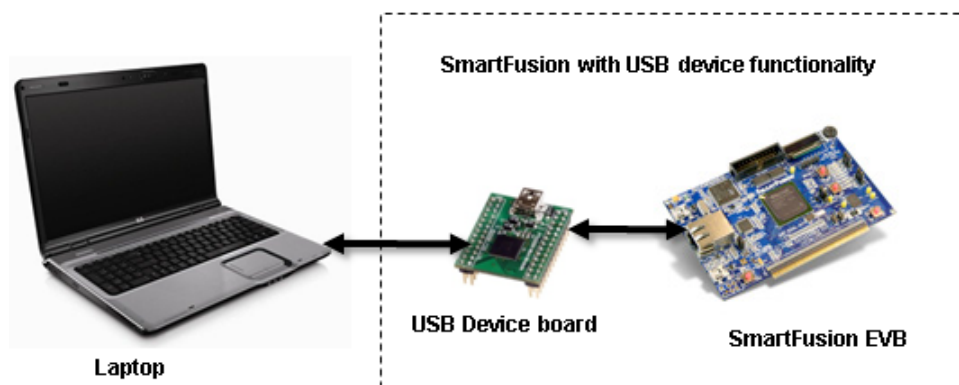 SmartFusion with USB device functionality
USB Device board
SmartFusion EVB
Laptop